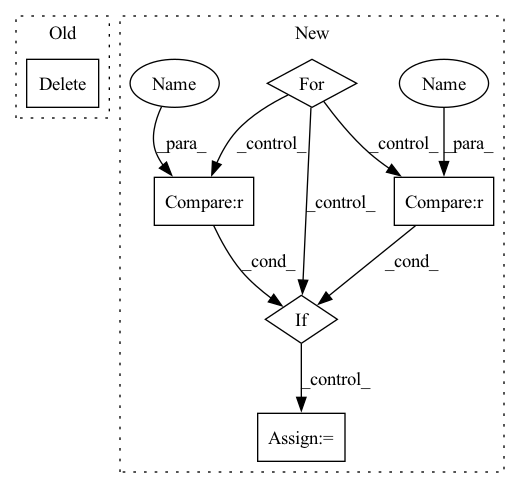 Old
New
Delete
Name
For
Name
_para_
_control_
_control_
_para_
Compare:r
_control_
Compare:r
_cond_
_cond_
If
_control_
Assign:=